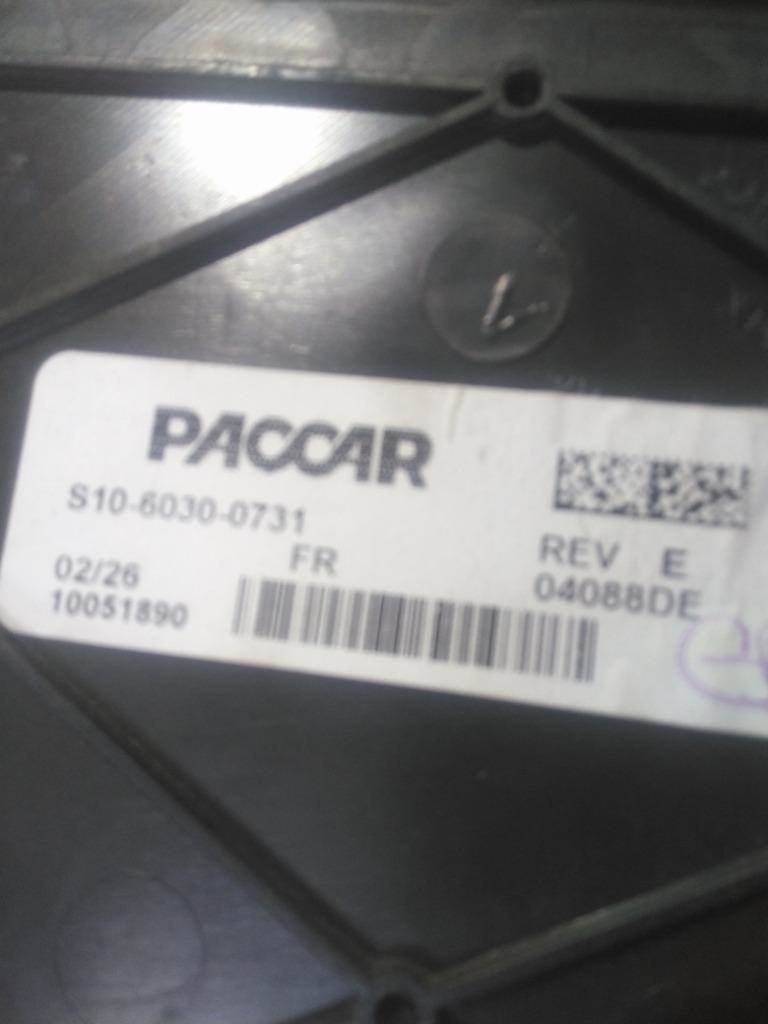 PACCAR
S10-6030-0731
FR
REV E
02/26
04088DE
10051890